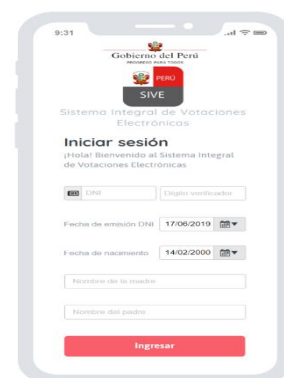 9:31
Gobierno del Perú
PROGRESO PARA TODOS
PERÚ
SIVE
Sistema Integral de Votaciones
Electrónicas
Iniciar sesión
¡Hola! Bienvenido al Sistema Integral
de Votaciones Electrónicas
DNI Dígito verificador
Fecha de emisión DNI 17/06/2019
Fecha de nacimiento 14/02/2000
Nombre de la madre
Nombre del padre
Ingresar